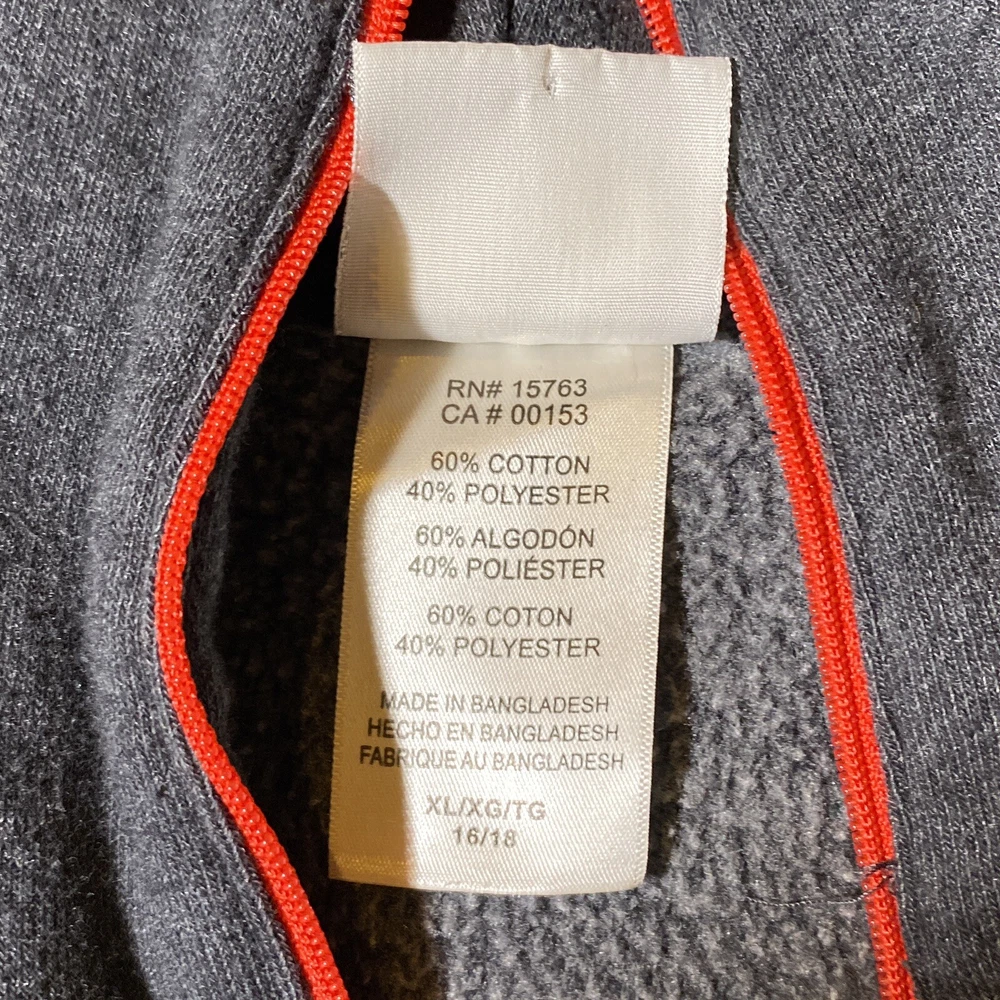 RN# 15763
CA # 00153
60% COTTON
40% POLYESTER
60% ALGODÓN
40% POLIÉSTER
60% COTON
40% POLYESTER
MADE IN BANGLADESH
HECHO EN BANGLADESH
FABRIQUE AU BANGLADESH
XL/XG/TG
16/18